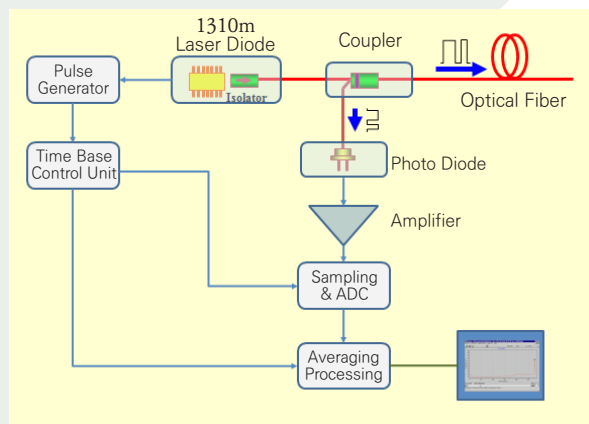 1310m
Laser Diode
Coupler
Pulse
Generator
Isolator
Optical Fiber
Time Base
Control Unit
Photo Diode
Amplifier
Sampling
& ADC
Averaging
Processing